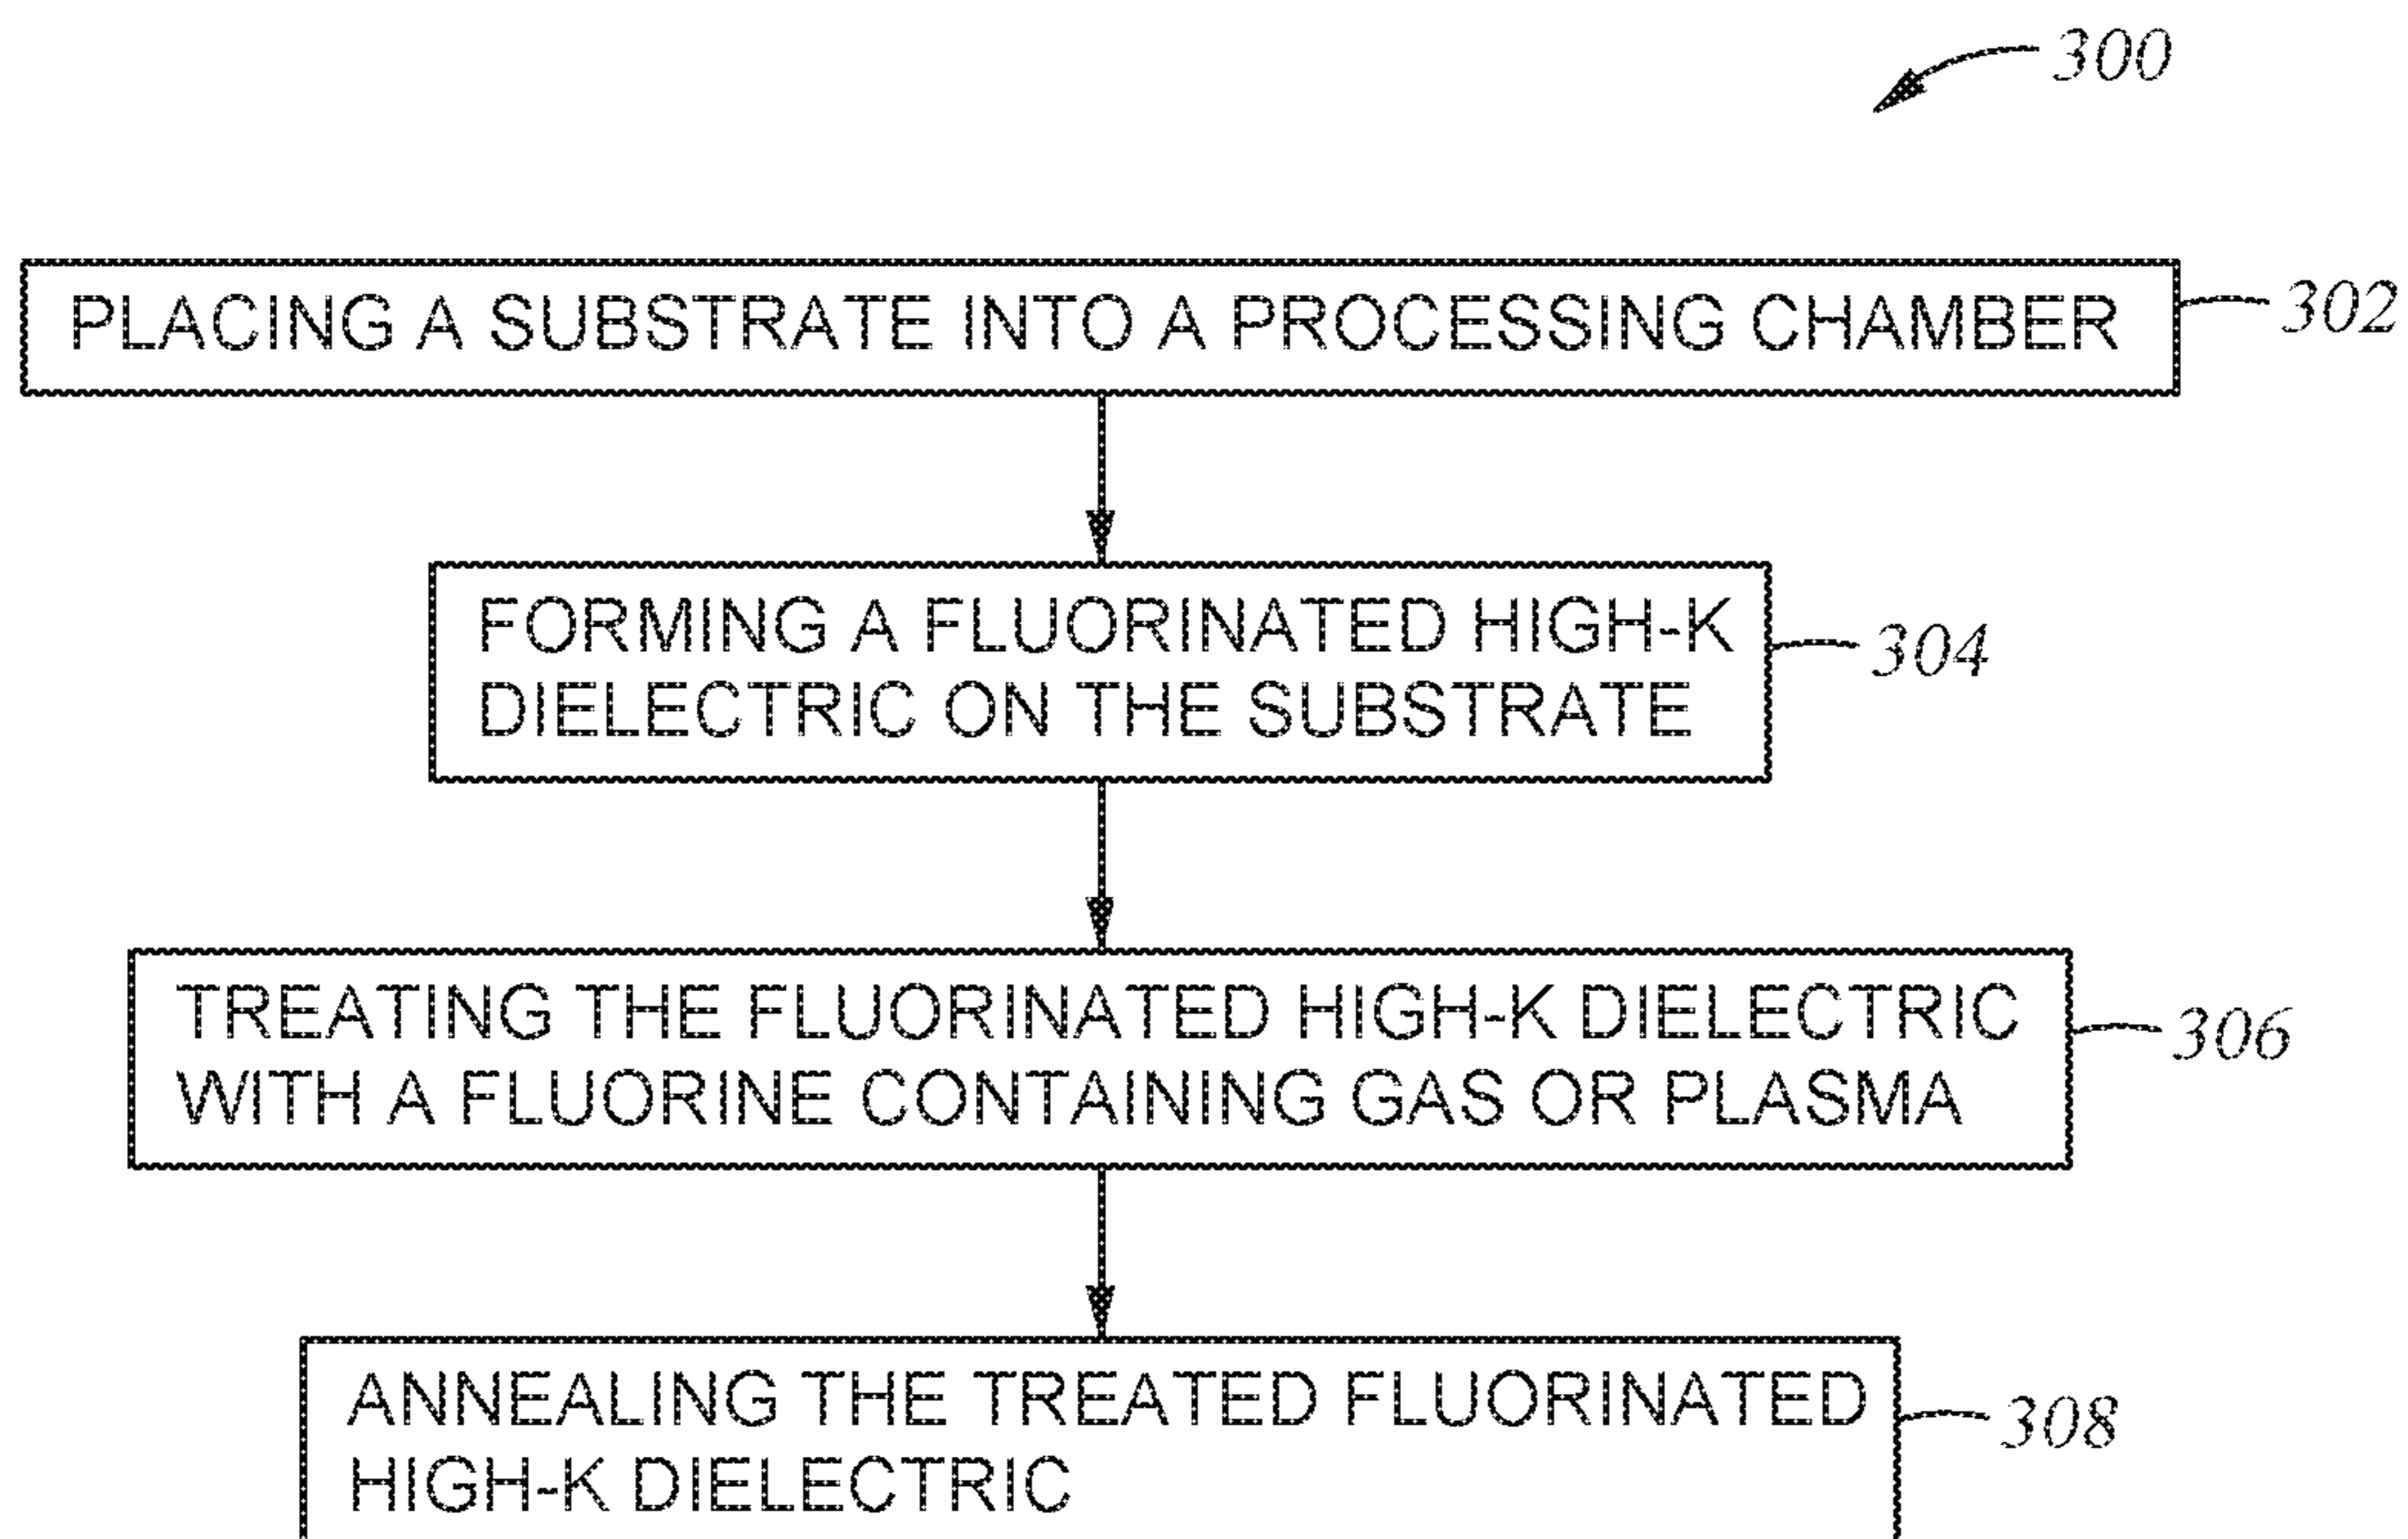 300
PLACING A SUBSTRATE INTO A PROCESSING CHAMBER
302
FORMING A FLUORINATED HIGH-K
DIELECTRIC ON THE SUBSTRATE
304
TREATING THE FLUORINATED HIGH-K DIELECTRIC
WITH A FLUORINE CONTAINING GAS OR PLASMA
306
ANNEALING THE TREATED FLUORINATED
HIGH-K DIELECTRIC
308